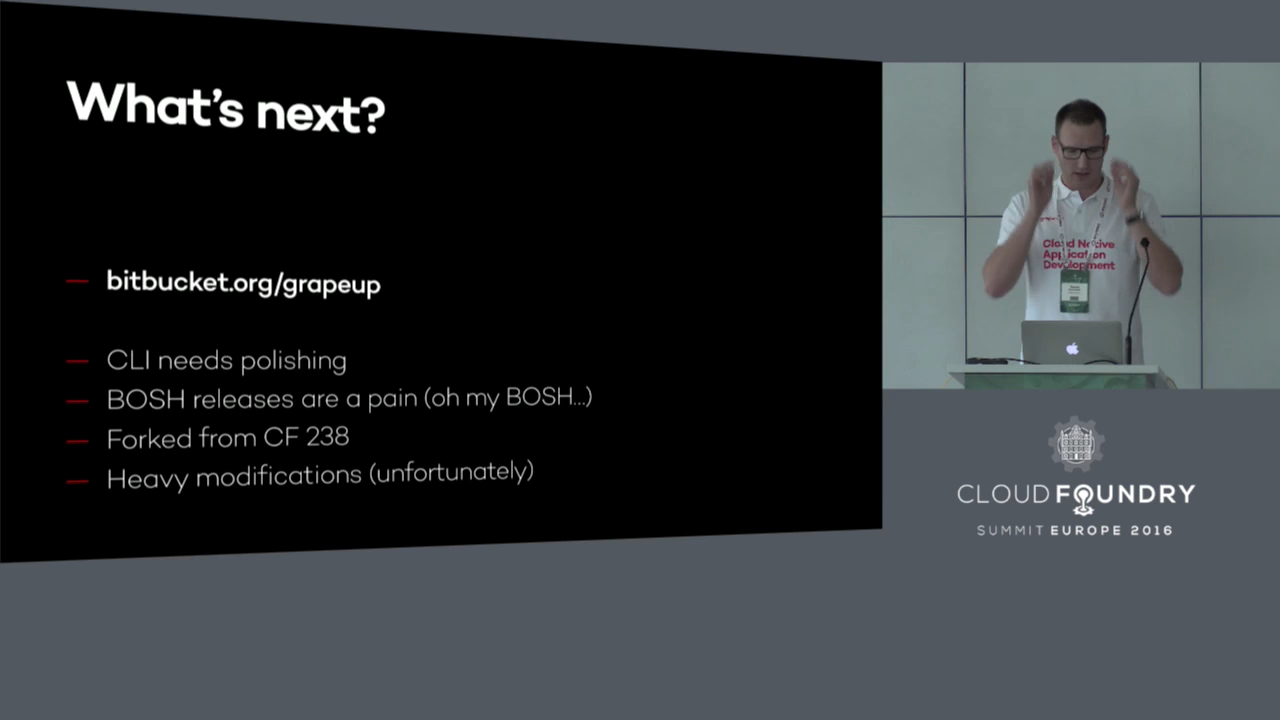 What's next?
— bitbucket.org/grapeup
— CLI needs polishing
— BOSH releases are a pain (oh my BOSH...)
— Forked from CF 238
— Heavy modifications (unfortunately)
Cloud Native
Application
Development
CLOUD FOUNDRY
SUMMIT EUROPE 2016